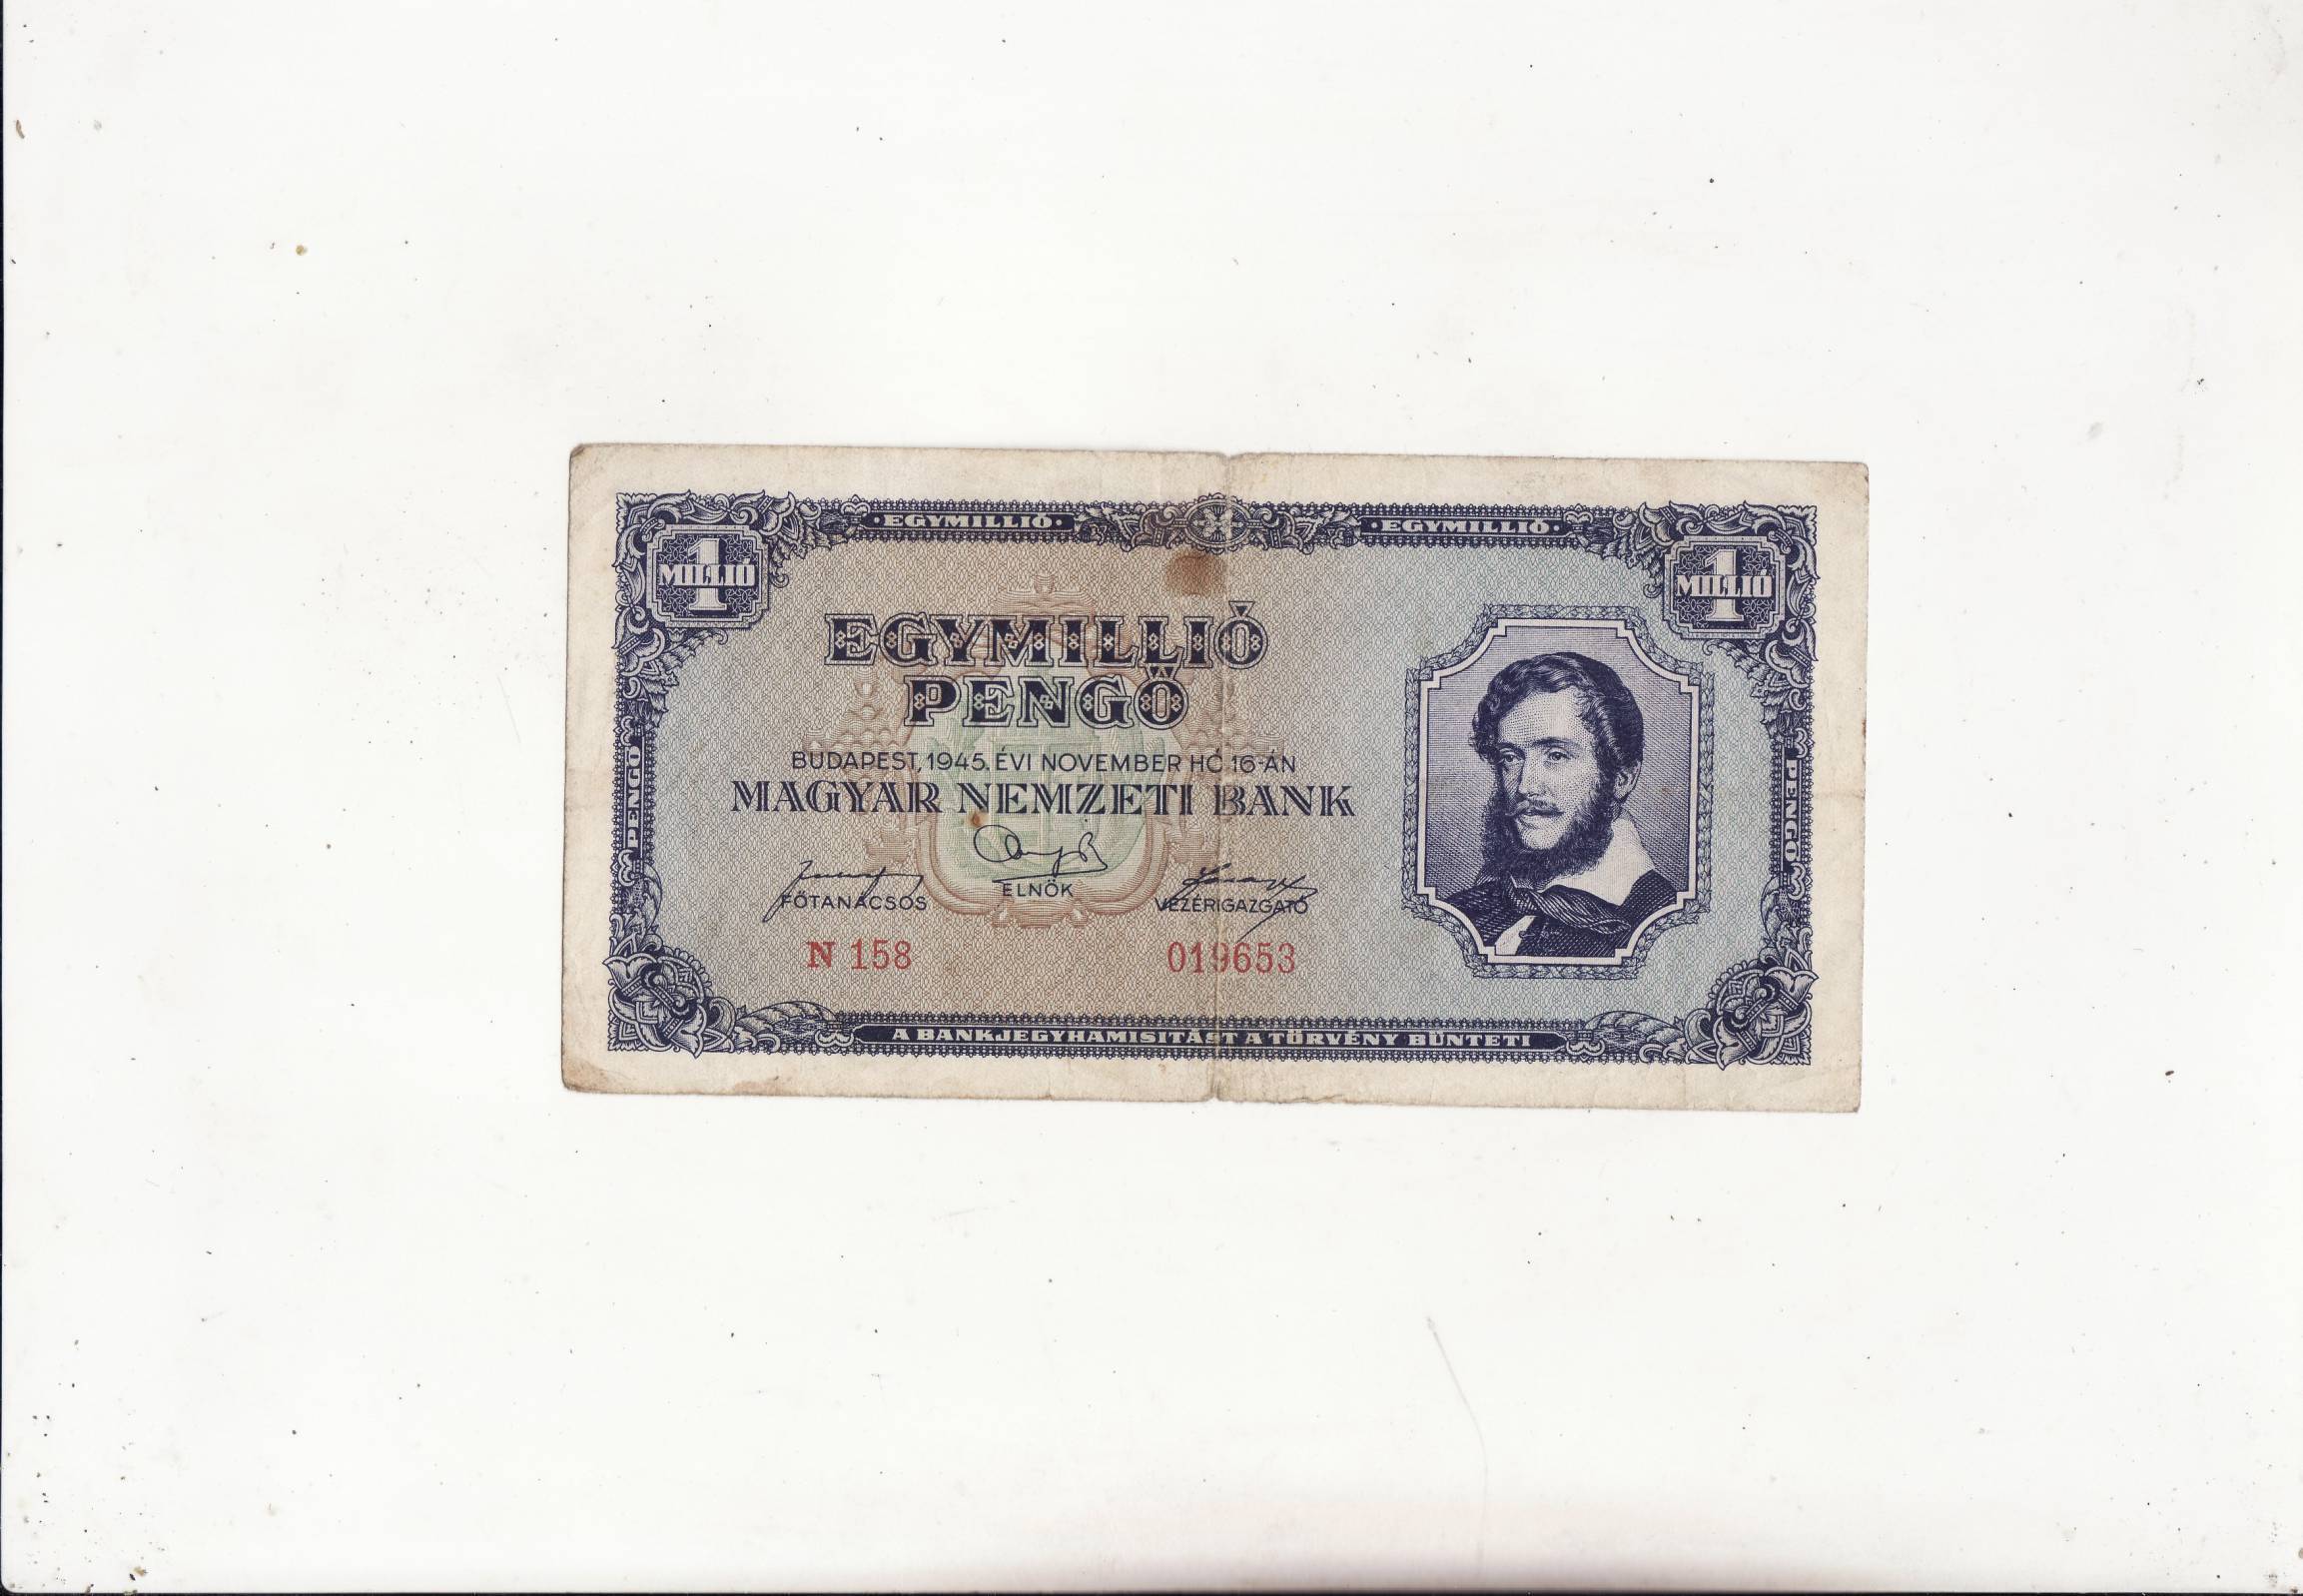 ·EGYMILLIÓ· ·EGYMILLIÓ·
1 MILLIÓ
1 MILLIÓ
EGYMILLIÓ
PENGŐ
BUDAPEST, 1945. ÉVI NOVEMBER HÓ 16-ÁN
MAGYAR NEMZETI BANK
PENGŐ
PENGŐ
FŐTANÁCSOS ELNÖK VEZÉRIGAZGATÓ
N 158 019653
A BANKJEGYHAMISITÁST A TÖRVÉNY BÜNTETI